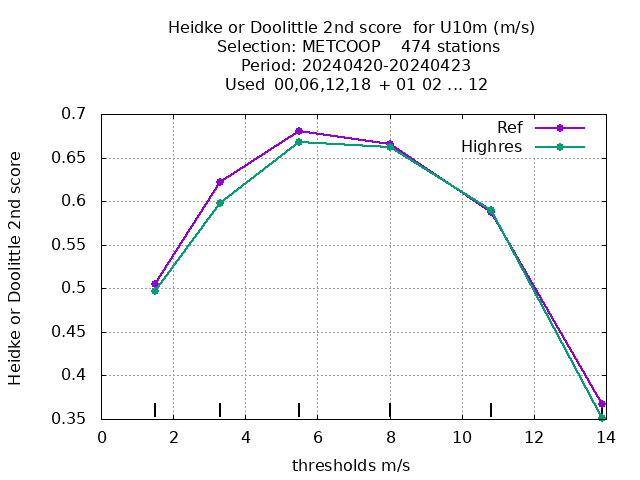 Heidke or Doolittle 2nd score  for U10m (m/s)
Selection: METCOOP    474 stations
Period: 20240420-20240423
Used  00,06,12,18 + 01 02 ... 12
Ref
Highres
Heidke or Doolittle 2nd score
0.7
0.65
0.6
0.55
0.5
0.45
0.4
0.35
0 2 4 6 8 10 12 14
thresholds m/s